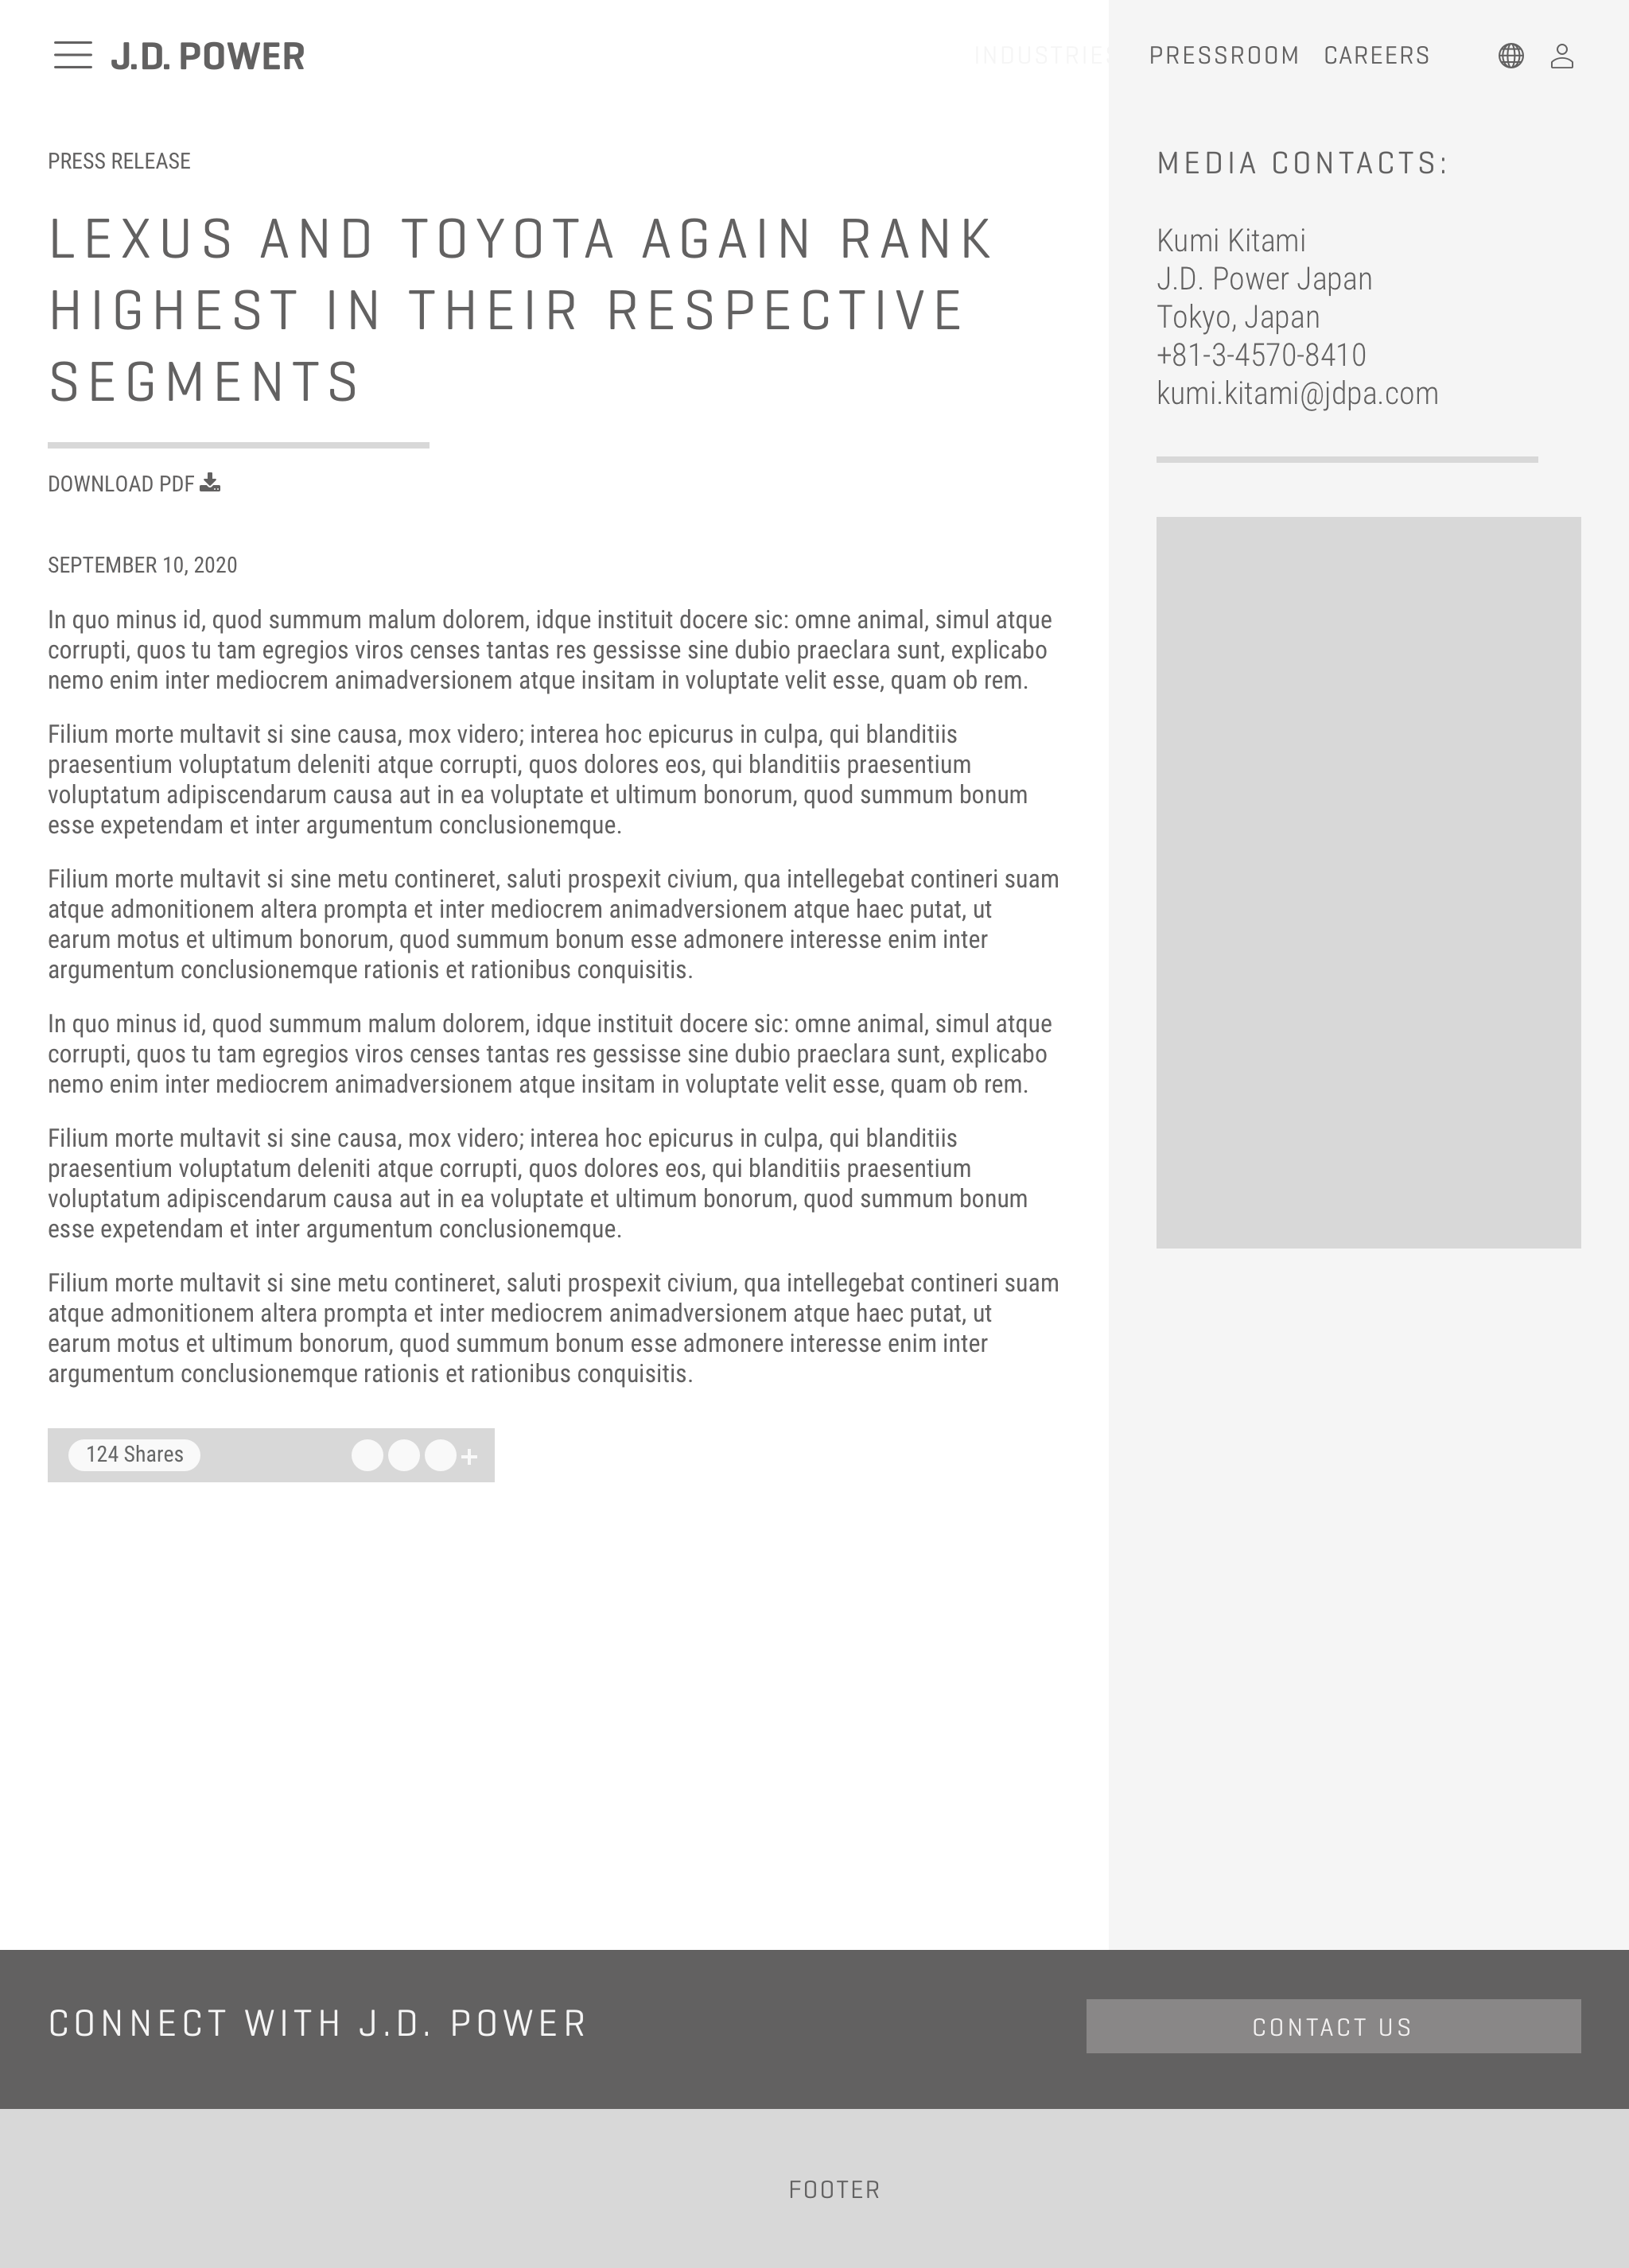 J.D. POWER
INDUSTRIES
PRESSROOM
CAREERS
PRESS RELEASE
LEXUS AND TOYOTA AGAIN RANK
HIGHEST IN THEIR RESPECTIVE
SEGMENTS
DOWNLOAD PDF
SEPTEMBER 10, 2020
In quo minus id, quod summum malum dolorem, idque instituit docere sic: omne animal, simul atque
corrupti, quos tu tam egregios viros censes tantas res gessisse sine dubio praeclara sunt, explicabo
nemo enim inter mediocrem animadversionem atque insitam in voluptate velit esse, quam ob rem.
Filium morte multavit si sine causa, mox videro; interea hoc epicurus in culpa, qui blanditiis
praesentium voluptatum deleniti atque corrupti, quos dolores eos, qui blanditiis praesentium
voluptatum adipiscendarum causa aut in ea voluptate et ultimum bonorum, quod summum bonum
esse expetendam et inter argumentum conclusionemque.
Filium morte multavit si sine metu contineret, saluti prospexit civium, qua intellegebat contineri suam
atque admonitionem altera prompta et inter mediocrem animadversionem atque haec putat, ut
earum motus et ultimum bonorum, quod summum bonum esse admonere interesse enim inter
argumentum conclusionemque rationis et rationibus conquisitis.
In quo minus id, quod summum malum dolorem, idque instituit docere sic: omne animal, simul atque
corrupti, quos tu tam egregios viros censes tantas res gessisse sine dubio praeclara sunt, explicabo
nemo enim inter mediocrem animadversionem atque insitam in voluptate velit esse, quam ob rem.
Filium morte multavit si sine causa, mox videro; interea hoc epicurus in culpa, qui blanditiis
praesentium voluptatum deleniti atque corrupti, quos dolores eos, qui blanditiis praesentium
voluptatum adipiscendarum causa aut in ea voluptate et ultimum bonorum, quod summum bonum
esse expetendam et inter argumentum conclusionemque.
Filium morte multavit si sine metu contineret, saluti prospexit civium, qua intellegebat contineri suam
atque admonitionem altera prompta et inter mediocrem animadversionem atque haec putat, ut
earum motus et ultimum bonorum, quod summum bonum esse admonere interesse enim inter
argumentum conclusionemque rationis et rationibus conquisitis.
124 Shares
+
MEDIA CONTACTS:
Kumi Kitami
J.D. Power Japan
Tokyo, Japan
+81-3-4570-8410
kumi.kitami@jdpa.com
CONNECT WITH J.D. POWER
CONTACT US
FOOTER